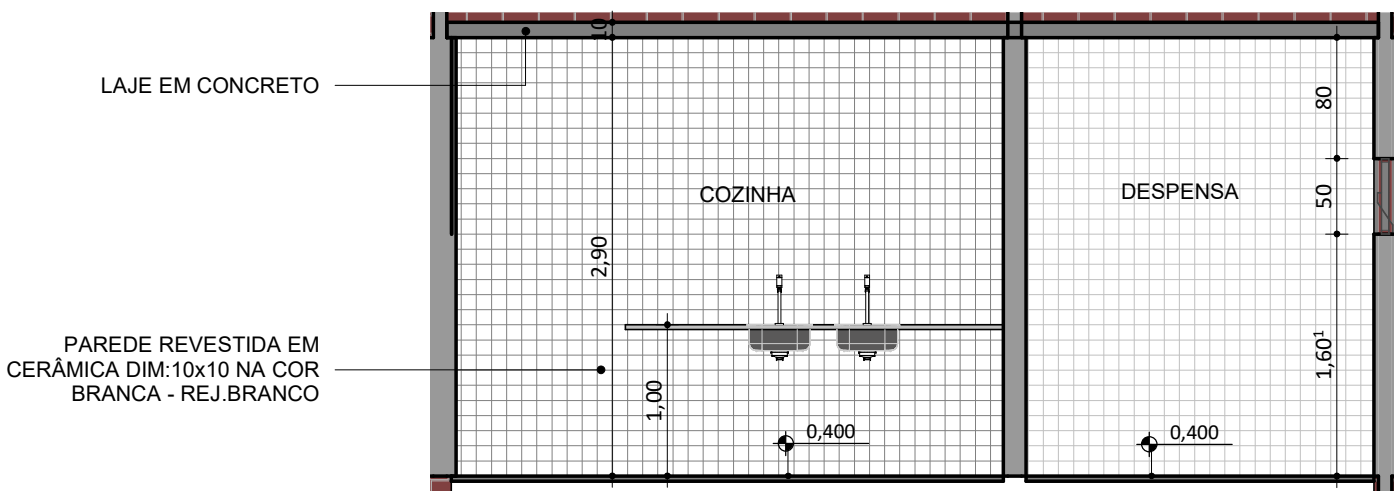 10
LAJE EM CONCRETO
80
COZINHA
DESPENSA
50
2,90
PAREDE REVESTIDA EM
CERÂMICA DIM:10x10 NA COR
BRANCA - REJ.BRANCO
1,60¹
1,00
0,400
0,400